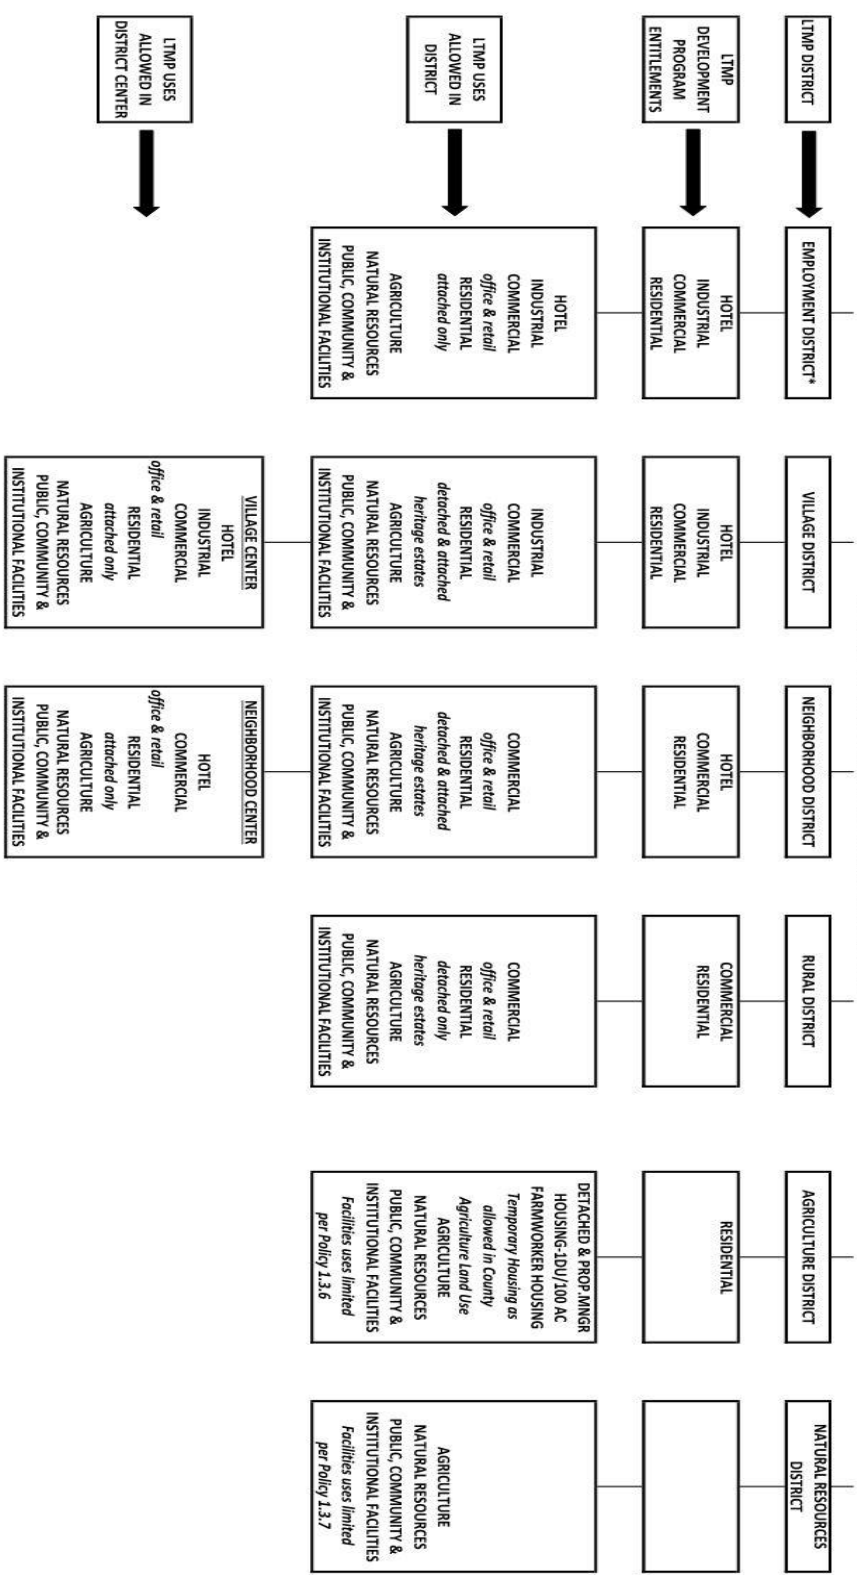 LTMP DISTRICT
EMPLOYMENT DISTRICT*
VILLAGE DISTRICT
NEIGHBORHOOD DISTRICT
RURAL DISTRICT
AGRICULTURE DISTRICT
NATURAL RESOURCES
DISTRICT
LTMP
DEVELOPMENT
PROGRAM
ENTITLEMENTS
HOTEL
INDUSTRIAL
COMMERCIAL
RESIDENTIAL
HOTEL
INDUSTRIAL
COMMERCIAL
RESIDENTIAL
HOTEL
COMMERCIAL
RESIDENTIAL
COMMERCIAL
RESIDENTIAL
RESIDENTIAL
LTMP USES
ALLOWED IN
DISTRICT
HOTEL
INDUSTRIAL
COMMERCIAL
office & retail
RESIDENTIAL
attached only
AGRICULTURE
NATURAL RESOURCES
PUBLIC, COMMUNITY &
INSTITUTIONAL FACILITIES
INDUSTRIAL
COMMERCIAL
office & retail
RESIDENTIAL
detached & attached
heritage estates
AGRICULTURE
NATURAL RESOURCES
PUBLIC, COMMUNITY &
INSTITUTIONAL FACILITIES
COMMERCIAL
office & retail
RESIDENTIAL
detached & attached
heritage estates
AGRICULTURE
NATURAL RESOURCES
PUBLIC, COMMUNITY &
INSTITUTIONAL FACILITIES
COMMERCIAL
office & retail
RESIDENTIAL
detached only
heritage estates
AGRICULTURE
NATURAL RESOURCES
PUBLIC, COMMUNITY &
INSTITUTIONAL FACILITIES
DETACHED & PROP.MNGR
HOUSING-1DU/100 AC
FARMWORKER HOUSING
Temporary Housing as
allowed in County
Agriculture Land Use
AGRICULTURE
NATURAL RESOURCES
PUBLIC, COMMUNITY &
INSTITUTIONAL FACILITIES
Facilities uses limited
per Policy 1.3.6
AGRICULTURE
NATURAL RESOURCES
PUBLIC, COMMUNITY &
INSTITUTIONAL FACILITIES
Facilities uses limited
per Policy 1.3.7
LTMP USES
ALLOWED IN
DISTRICT CENTER
VILLAGE CENTER
HOTEL
INDUSTRIAL
COMMERCIAL
office & retail
RESIDENTIAL
attached only
AGRICULTURE
NATURAL RESOURCES
PUBLIC, COMMUNITY &
INSTITUTIONAL FACILITIES
NEIGHBORHOOD CENTER
HOTEL
COMMERCIAL
office & retail
RESIDENTIAL
attached only
AGRICULTURE
NATURAL RESOURCES
PUBLIC, COMMUNITY &
INSTITUTIONAL FACILITIES